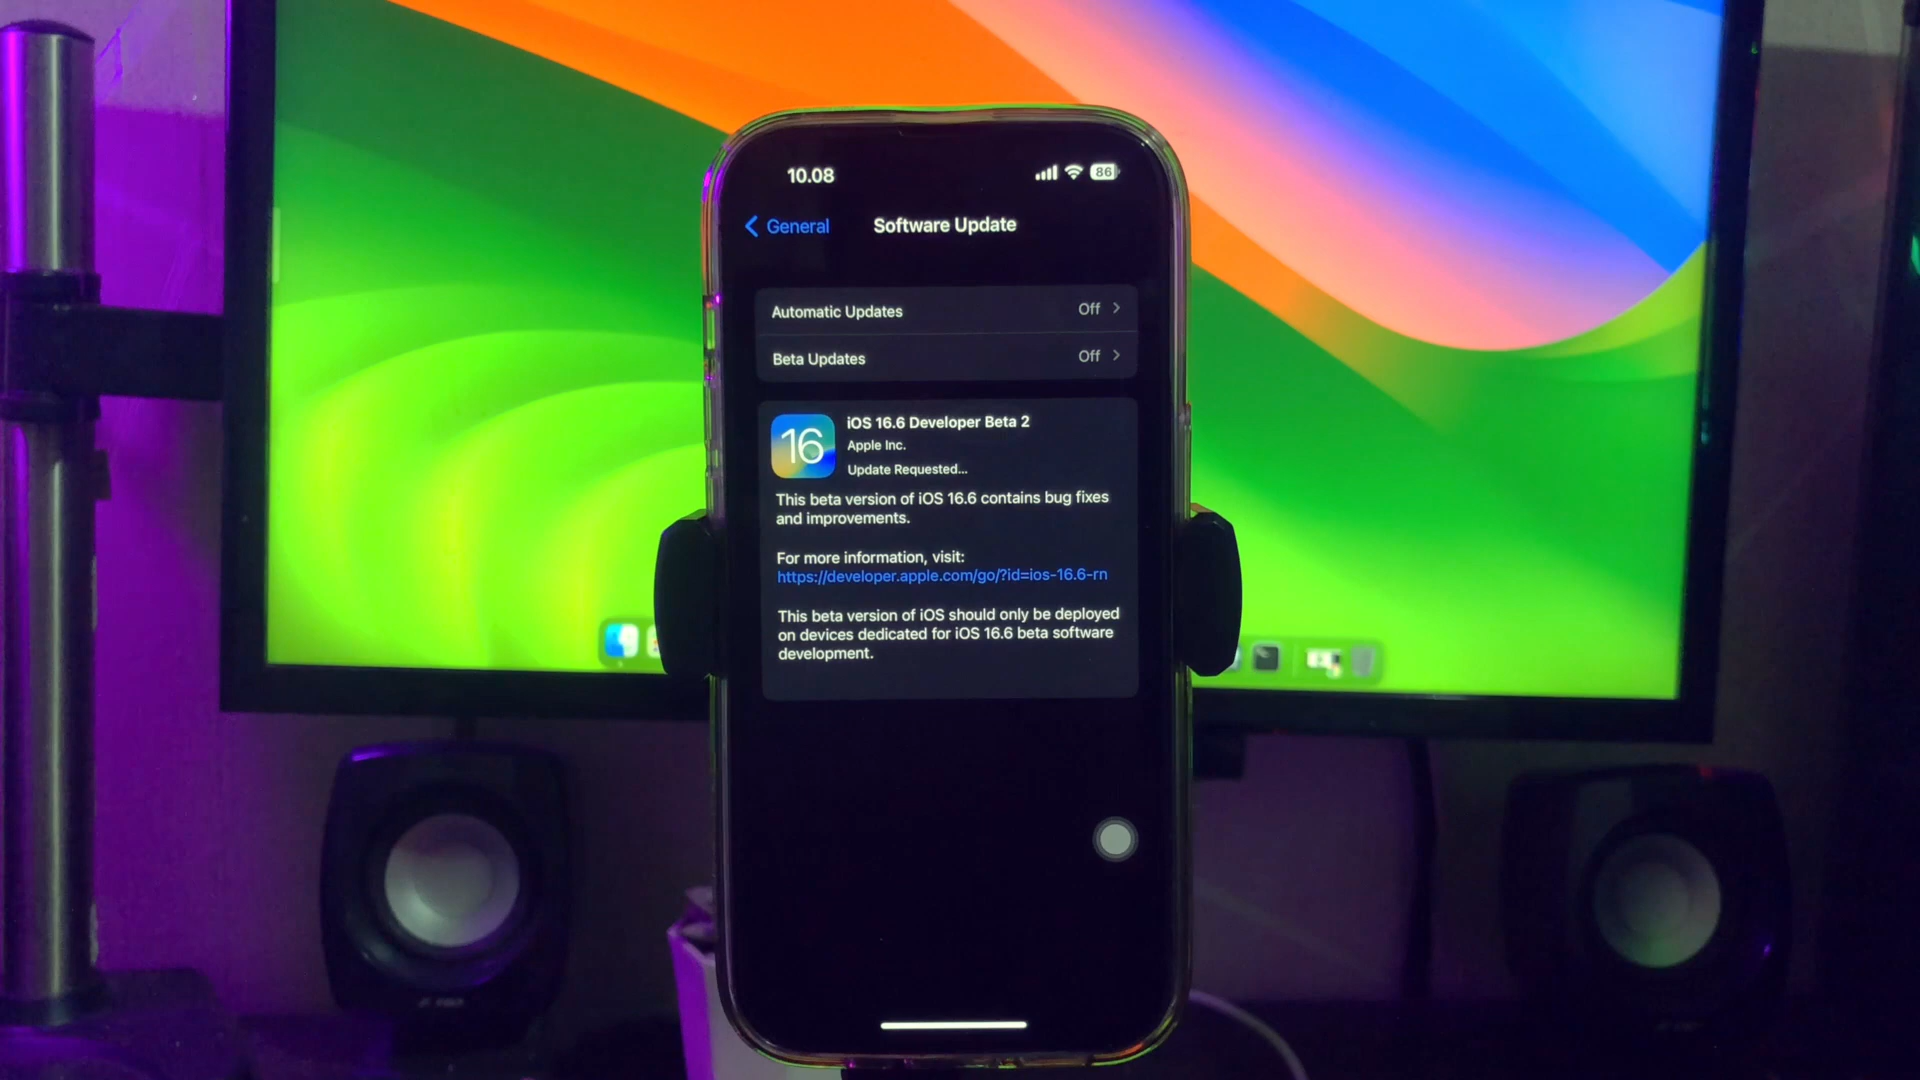 10.08
86
General
Software Update
Automatic Updates Off
Beta Updates Off
16
iOS 16.6 Developer Beta 2
Apple Inc.
Update Requested...
This beta version of iOS 16.6 contains bug fixes
and improvements.
For more information, visit:
https://developer.apple.com/go/?id=ios-16.6-rn
This beta version of iOS should only be deployed
on devices dedicated for iOS 16.6 beta software
development.